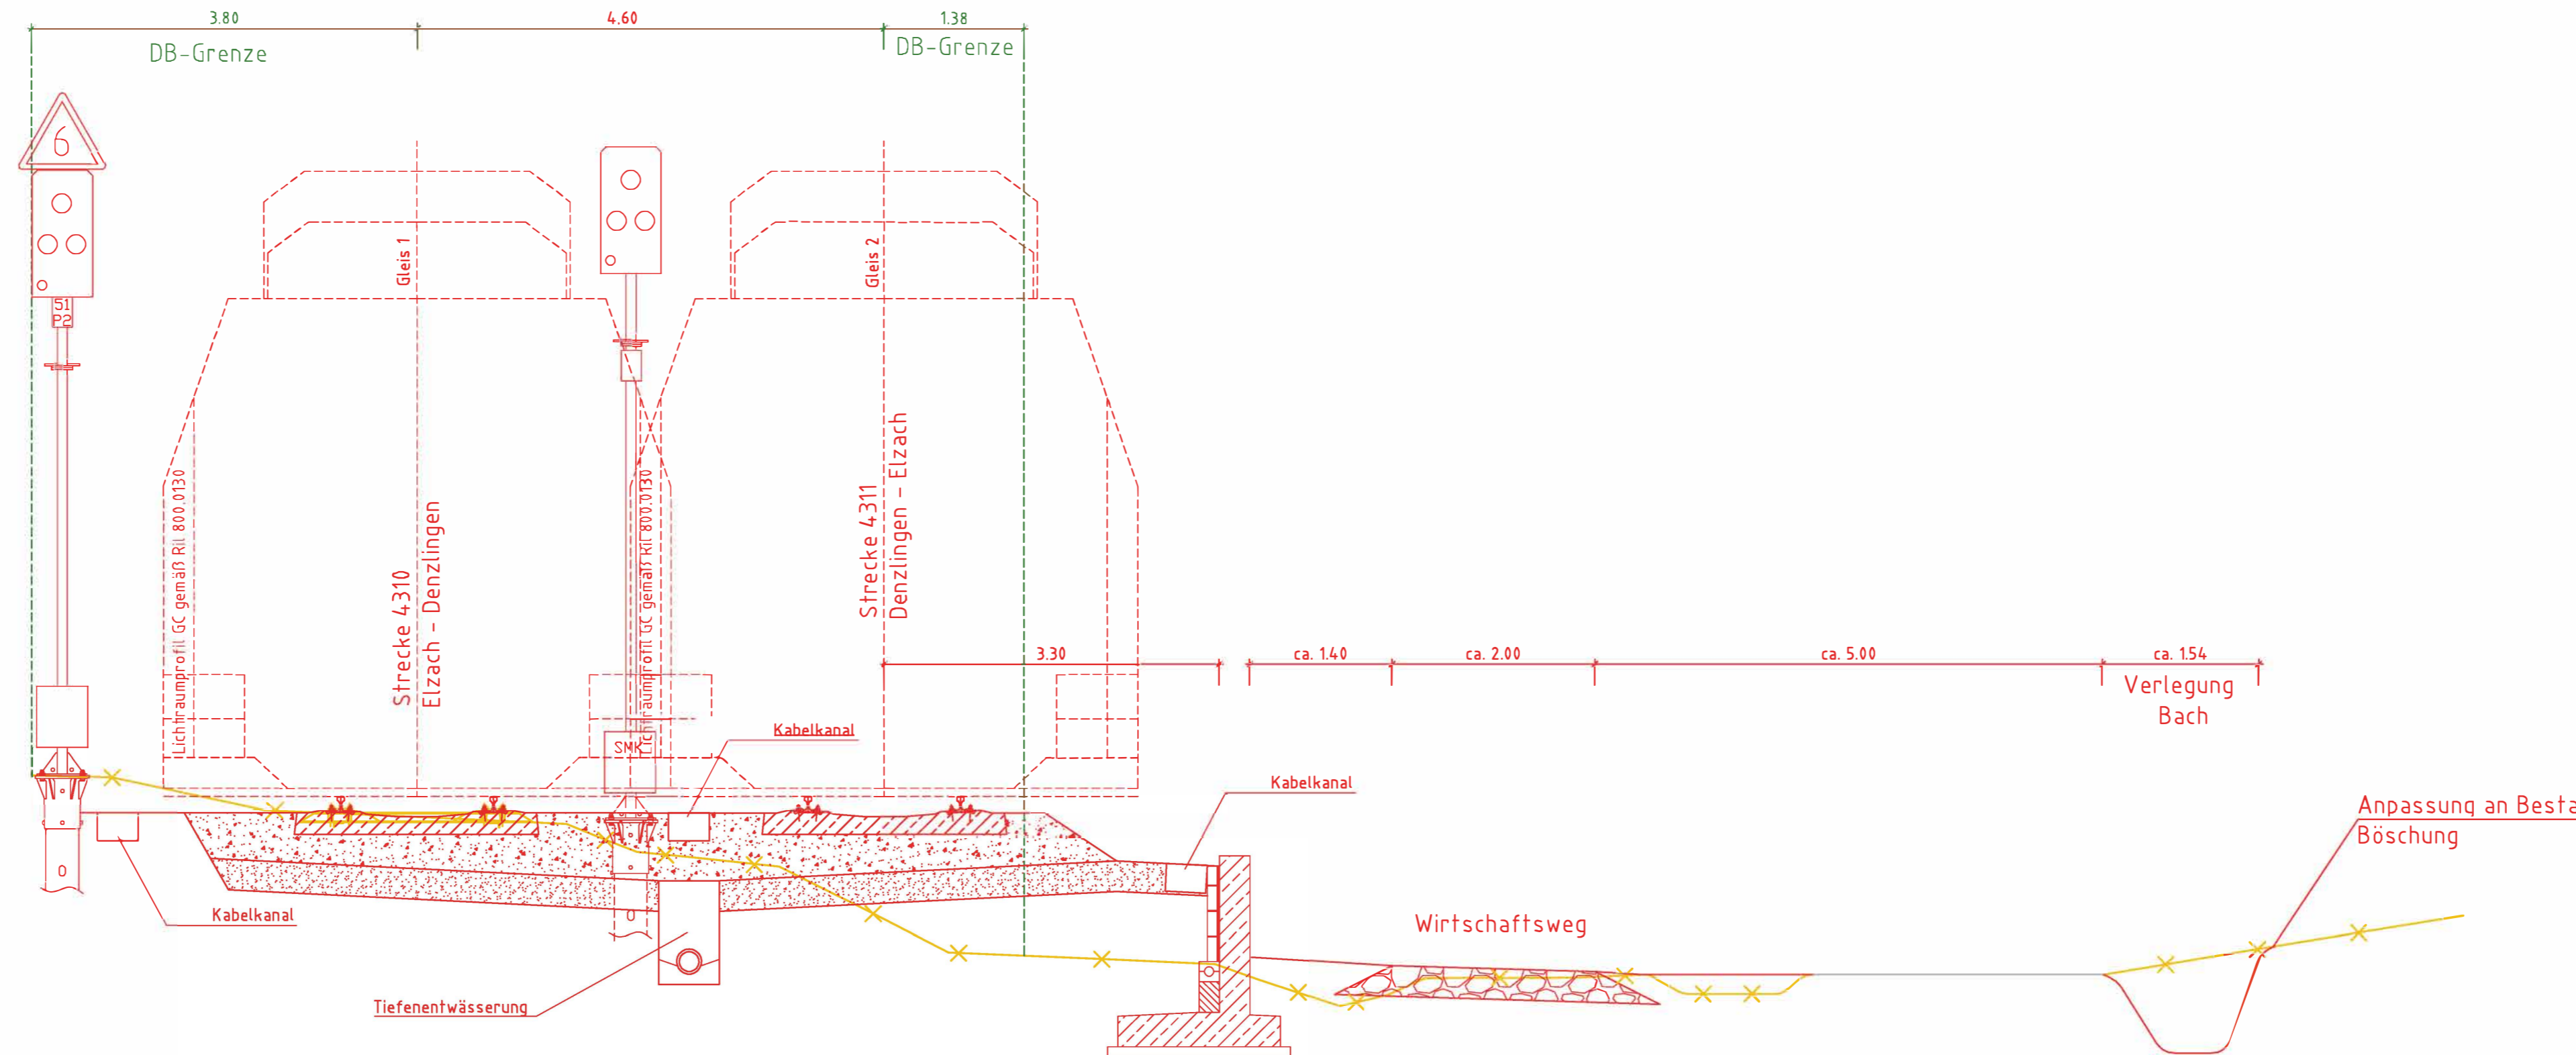 3.80
4.60
1.38
DB-Grenze
DB-Grenze
6
51
P2
Gleis 1
Gleis 2
Lichtraumprofil GC gemäß Ril 800.0130
Strecke 4310
Elzach - Denzlingen
Lichtraumprofil GC gemäß Ril 800.0130
Strecke 4311
Denzlingen - Elzach
3.30
ca. 1.40
ca. 2.00
ca. 5.00
ca. 1.54
Verlegung
Bach
SMK
Kabelkanal
Kabelkanal
Anpassung an Besta
Böschung
Kabelkanal
Wirtschaftsweg
Tiefenentwässerung